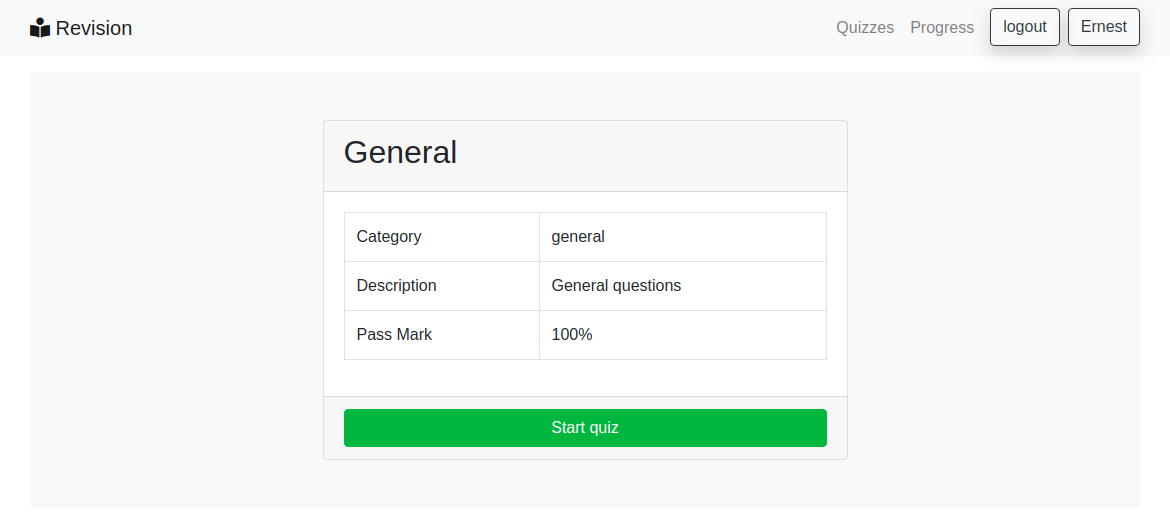 Revision
Quizzes Progress logout Ernest
General
Category general
Description General questions
Pass Mark 100%
Start quiz